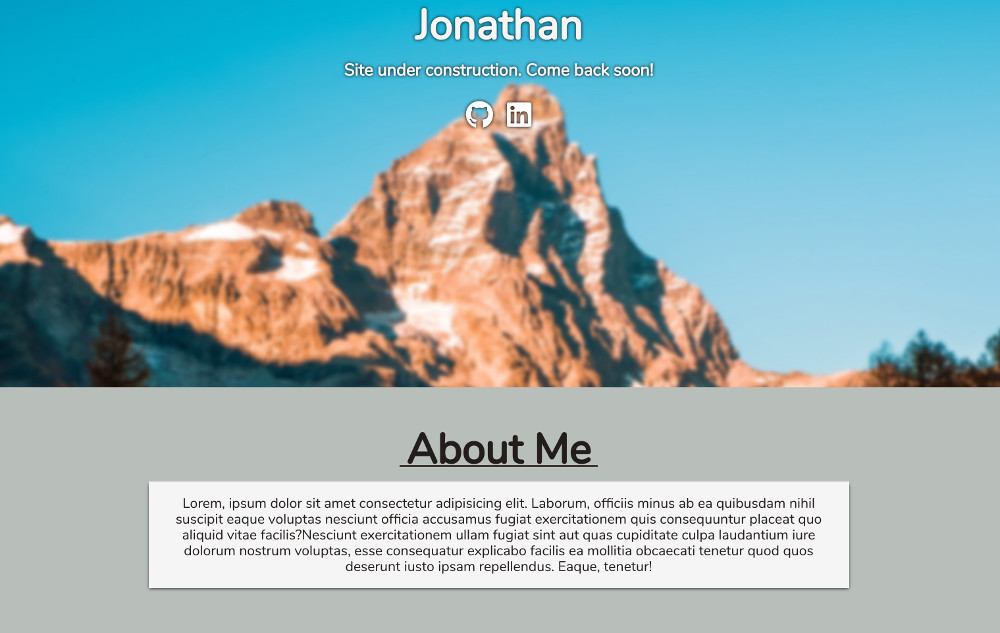 Jonathan
Site under construction. Come back soon!
in
About Me
Lorem, ipsum dolor sit amet consectetur adipisicing elit. Laborum, officiis minus ab ea quibusdam nihil
suscipit eaque voluptas nesciunt officia accusamus fugiat exercitationem quis consequuntur placeat quo
aliquid vitae facilis?Nesciunt exercitationem ullam fugiat sint aut quas cupiditate culpa laudantium iure
dolorum nostrum voluptas, esse consequatur explicabo facilis ea mollitia obcaecati tenetur quod quos
deserunt iusto ipsam repellendus. Eaque, tenetur!